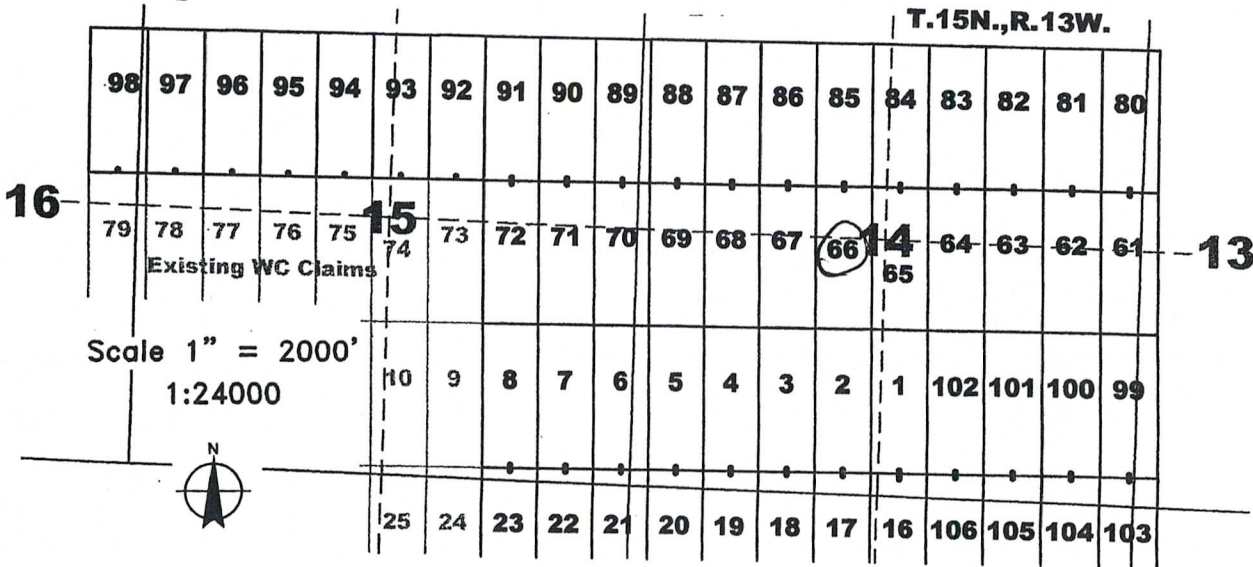 T.15N.,R.13W.
98 97 96 95 94 93 92 91 90 89 88 87 86 85 84 83 82 81 80
16 15 14 13
79 78 77 76 75 74 73 72 71 70 69 68 67 66 65 64 63 62 61
Existing WC Claims
Scale 1" = 2000'
1:24000
10 9 8 7 6 5 4 3 2 1 102 101 100 99
N
25 24 23 22 21 20 19 18 17 16 106 105 104 103